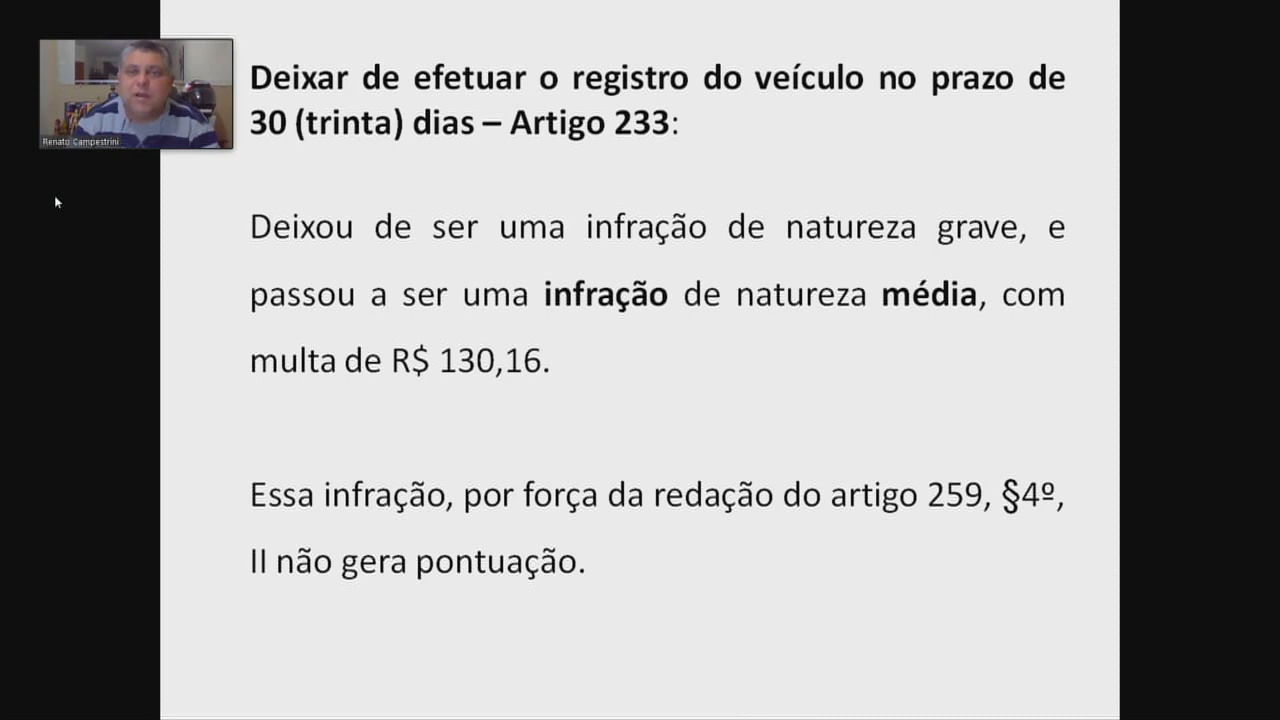 Deixar de efetuar o registro do veículo no prazo de
30 (trinta) dias – Artigo 233:
Renato Campestrini
Deixou de ser uma infração de natureza grave, e
passou a ser uma infração de natureza média, com
multa de R$ 130,16.
Essa infração, por força da redação do artigo 259, §4º,
II não gera pontuação.